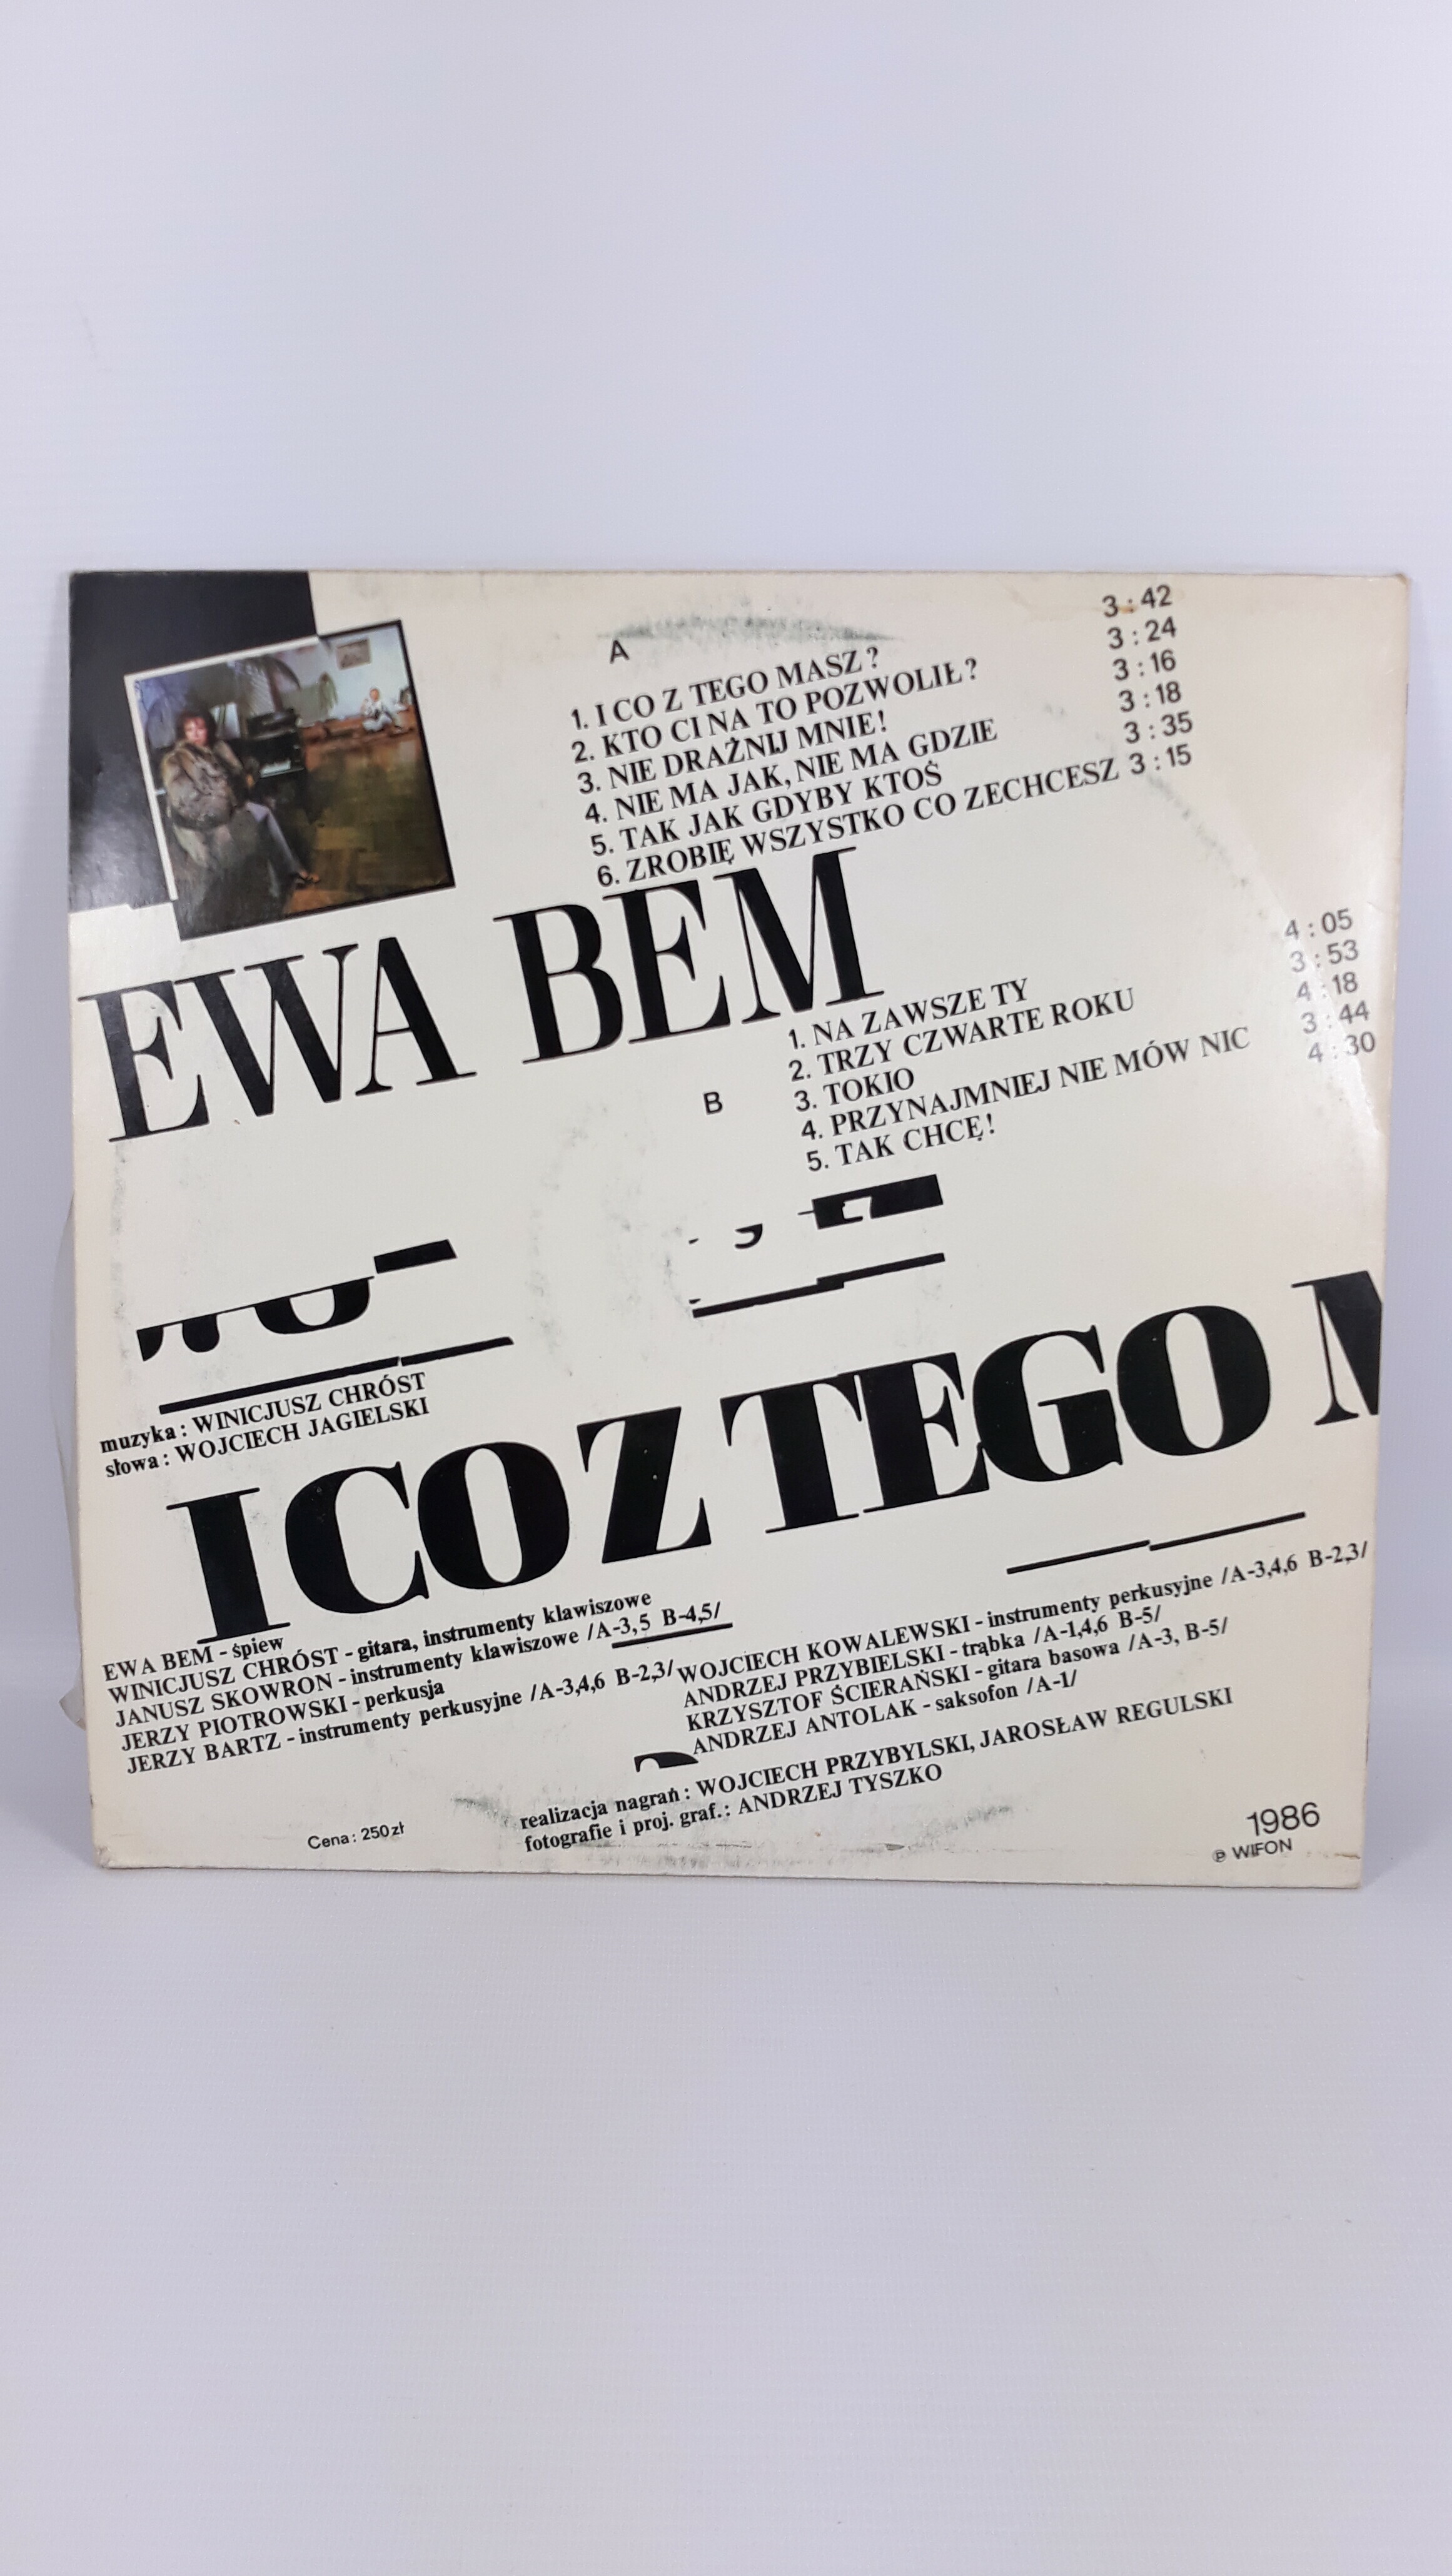 A
1. I CO Z TEGO MASZ? 3:42
2. KTO CI NA TO POZWOLIŁ? 3:24
3. NIE DRAŻNIJ MNIE! 3:16
4. NIE MA JAK, NIE MA GDZIE 3:18
5. TAK JAK GDYBY KTOŚ 3:35
6. ZROBIĘ WSZYSTKO CO ZECHCESZ 3:15
EWA BEM
B
1. NA ZAWSZE TY 4:05
2. TRZY CZWARTE ROKU 3:53
3. TOKIO 4:18
4. PRZYNAJMNIEJ NIE MÓW NIC 3:44
5. TAK CHCĘ! 4:30
muzyka: WINICJUSZ CHRÓST
słowa: WOJCIECH JAGIELSKI
I CO Z TEGO M
EWA BEM - śpiew
WINICJUSZ CHRÓST - gitara, instrumenty klawiszowe
JANUSZ SKOWRON - instrumenty klawiszowe /A-3,5 B-4,5/
JERZY PIOTROWSKI - perkusja
JERZY BARTZ - instrumenty perkusyjne /A-3,4,6 B-2,3/
WOJCIECH KOWALEWSKI - instrumenty perkusyjne /A-3,4,6 B-2,3/
ANDRZEJ PRZYBIELSKI - trąbka /A-1,4,6 B-5/
KRZYSZTOF ŚCIERAŃSKI - gitara basowa /A-3, B-5/
ANDRZEJ ANTOLAK - saksofon /A-1/
realizacja nagrań: WOJCIECH PRZYBYLSKI, JAROSŁAW REGULSKI
fotografie i proj. graf.: ANDRZEJ TYSZKO
Cena: 250zł
1986
℗ WIFON